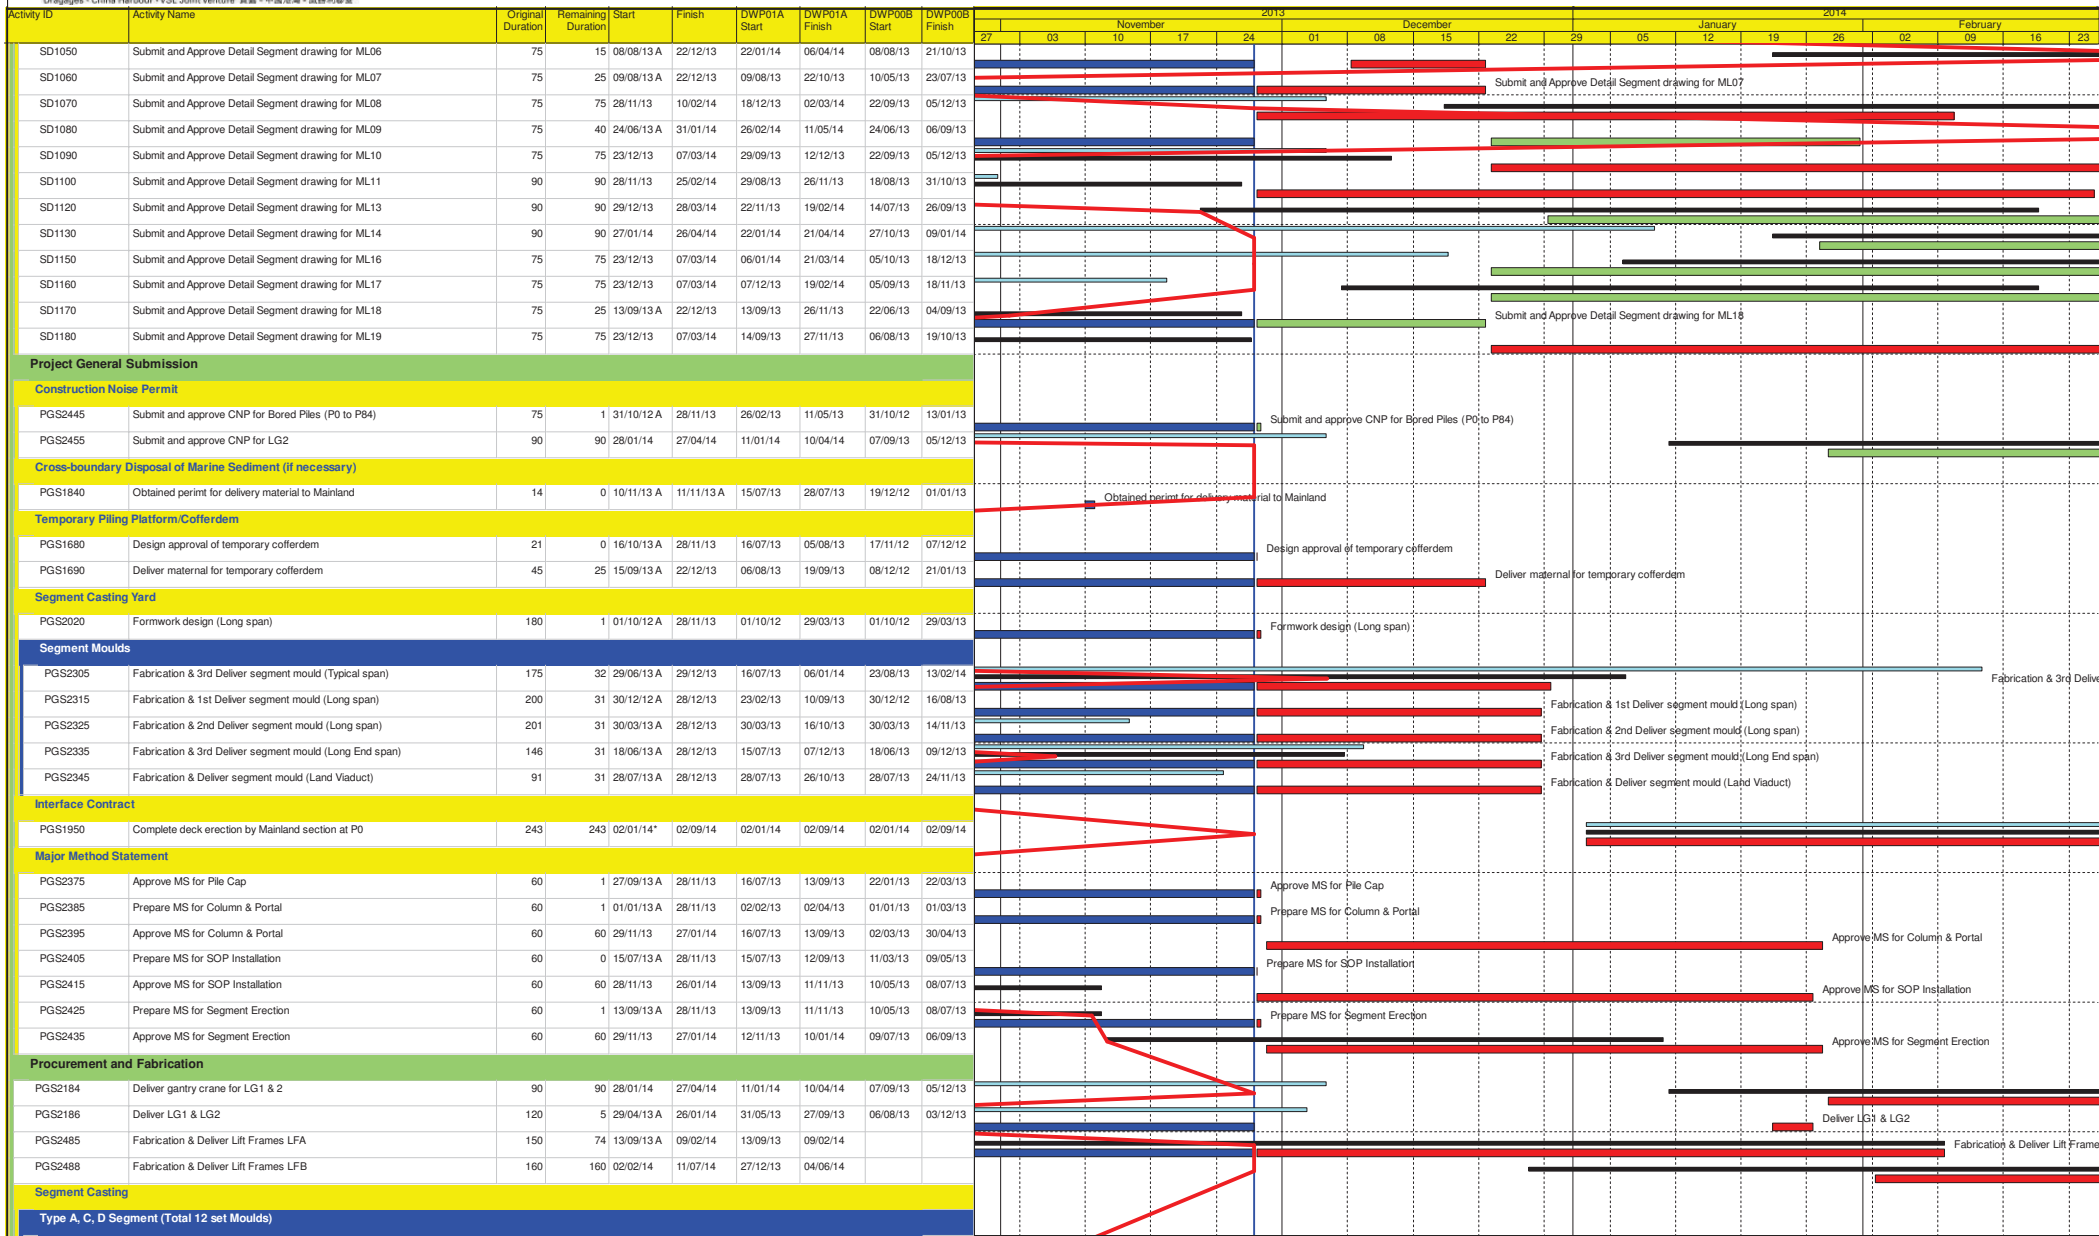 Dragages - China Harbour - VSL Joint Venture
Activity ID Activity Name Original Duration Remaining Duration Start Finish DWP01A Start DWP01A Finish DWP00B Start DWP00B Finish
2013 2014
November December January February
27 03 10 17 24 01 08 15 22 29 05 12 19 26 02 09 16 23
SD1050 Submit and Approve Detail Segment drawing for ML06 75 15 08/08/13 A 22/12/13 22/01/14 06/04/14 08/08/13 21/10/13
SD1060 Submit and Approve Detail Segment drawing for ML07 75 25 09/08/13 A 22/12/13 09/08/13 22/10/13 10/05/13 23/07/13 Submit and Approve Detail Segment drawing for ML07
SD1070 Submit and Approve Detail Segment drawing for ML08 75 75 28/11/13 10/02/14 18/12/13 02/03/14 22/09/13 05/12/13
SD1080 Submit and Approve Detail Segment drawing for ML09 75 40 24/06/13 A 31/01/14 26/02/14 11/05/14 24/06/13 06/09/13
SD1090 Submit and Approve Detail Segment drawing for ML10 75 75 23/12/13 07/03/14 29/09/13 12/12/13 22/09/13 05/12/13
SD1100 Submit and Approve Detail Segment drawing for ML11 90 90 28/11/13 25/02/14 29/08/13 26/11/13 18/08/13 31/10/13
SD1120 Submit and Approve Detail Segment drawing for ML13 90 90 29/12/13 28/03/14 22/11/13 19/02/14 14/07/13 26/09/13
SD1130 Submit and Approve Detail Segment drawing for ML14 90 90 27/01/14 26/04/14 22/01/14 21/04/14 27/10/13 09/01/14
SD1150 Submit and Approve Detail Segment drawing for ML16 75 75 23/12/13 07/03/14 06/01/14 21/03/14 05/10/13 18/12/13
SD1160 Submit and Approve Detail Segment drawing for ML17 75 75 23/12/13 07/03/14 07/12/13 19/02/14 05/09/13 18/11/13
SD1170 Submit and Approve Detail Segment drawing for ML18 75 25 13/09/13 A 22/12/13 13/09/13 26/11/13 22/06/13 04/09/13 Submit and Approve Detail Segment drawing for ML18
SD1180 Submit and Approve Detail Segment drawing for ML19 75 75 23/12/13 07/03/14 14/09/13 27/11/13 06/08/13 19/10/13
Project General Submission
Construction Noise Permit
PGS2445 Submit and approve CNP for Bored Piles (P0 to P84) 75 1 31/10/12 A 28/11/13 26/02/13 11/05/13 31/10/12 13/01/13 Submit and approve CNP for Bored Piles (P0 to P84)
PGS2455 Submit and approve CNP for LG2 90 90 28/01/14 27/04/14 11/01/14 10/04/14 07/09/13 05/12/13
Cross-boundary Disposal of Marine Sediment (if necessary)
PGS1840 Obtained perimt for delivery material to Mainland 14 0 10/11/13 A 11/11/13 A 15/07/13 28/07/13 19/12/12 01/01/13 Obtained perimt for delivery material to Mainland
Temporary Piling Platform/Cofferdem
PGS1680 Design approval of temporary cofferdem 21 0 16/10/13 A 28/11/13 16/07/13 05/08/13 17/11/12 07/12/12 Design approval of temporary cofferdem
PGS1690 Deliver maternal for temporary cofferdem 45 25 15/09/13 A 22/12/13 06/08/13 19/09/13 08/12/12 21/01/13 Deliver maternal for temporary cofferdem
Segment Casting Yard
PGS2020 Formwork design (Long span) 180 1 01/10/12 A 28/11/13 01/10/12 29/03/13 01/10/12 29/03/13 Formwork design (Long span)
Segment Moulds
PGS2305 Fabrication & 3rd Deliver segment mould (Typical span) 175 32 29/06/13 A 29/12/13 16/07/13 06/01/14 23/08/13 13/02/14 Fabrication & 3rd Delive
PGS2315 Fabrication & 1st Deliver segment mould (Long span) 200 31 30/12/12 A 28/12/13 23/02/13 10/09/13 30/12/12 16/08/13 Fabrication & 1st Deliver segment mould (Long span)
PGS2325 Fabrication & 2nd Deliver segment mould (Long span) 201 31 30/03/13 A 28/12/13 30/03/13 16/10/13 30/03/13 14/11/13 Fabrication & 2nd Deliver segment mould (Long span)
PGS2335 Fabrication & 3rd Deliver segment mould (Long End span) 146 31 18/06/13 A 28/12/13 15/07/13 07/12/13 18/06/13 09/12/13 Fabrication & 3rd Deliver segment mould (Long End span)
PGS2345 Fabrication & Deliver segment mould (Land Viaduct) 91 31 28/07/13 A 28/12/13 28/07/13 26/10/13 28/07/13 24/11/13 Fabrication & Deliver segment mould (Land Viaduct)
Interface Contract
PGS1950 Complete deck erection by Mainland section at P0 243 243 02/01/14* 02/09/14 02/01/14 02/09/14 02/01/14 02/09/14
Major Method Statement
PGS2375 Approve MS for Pile Cap 60 1 27/09/13 A 28/11/13 16/07/13 13/09/13 22/01/13 22/03/13 Approve MS for Pile Cap
PGS2385 Prepare MS for Column & Portal 60 1 01/01/13 A 28/11/13 02/02/13 02/04/13 01/01/13 01/03/13 Prepare MS for Column & Portal
PGS2395 Approve MS for Column & Portal 60 60 29/11/13 27/01/14 16/07/13 13/09/13 02/03/13 30/04/13 Approve MS for Column & Portal
PGS2405 Prepare MS for SOP Installation 60 0 15/07/13 A 28/11/13 15/07/13 12/09/13 11/03/13 09/05/13 Prepare MS for SOP Installation
PGS2415 Approve MS for SOP Installation 60 60 28/11/13 26/01/14 13/09/13 11/11/13 10/05/13 08/07/13 Approve MS for SOP Installation
PGS2425 Prepare MS for Segment Erection 60 1 13/09/13 A 28/11/13 13/09/13 11/11/13 10/05/13 08/07/13 Prepare MS for Segment Erection
PGS2435 Approve MS for Segment Erection 60 60 29/11/13 27/01/14 12/11/13 10/01/14 09/07/13 06/09/13 Approve MS for Segment Erection
Procurement and Fabrication
PGS2184 Deliver gantry crane for LG1 & 2 90 90 28/01/14 27/04/14 11/01/14 10/04/14 07/09/13 05/12/13
PGS2186 Deliver LG1 & LG2 120 5 29/04/13 A 26/01/14 31/05/13 27/09/13 06/08/13 03/12/13 Deliver LG1 & LG2
PGS2485 Fabrication & Deliver Lift Frames LFA 150 74 13/09/13 A 09/02/14 13/09/13 09/02/14 Fabrication & Deliver Lift Frame
PGS2488 Fabrication & Deliver Lift Frames LFB 160 160 02/02/14 11/07/14 27/12/13 04/06/14
Segment Casting
Type A, C, D Segment (Total 12 set Moulds)